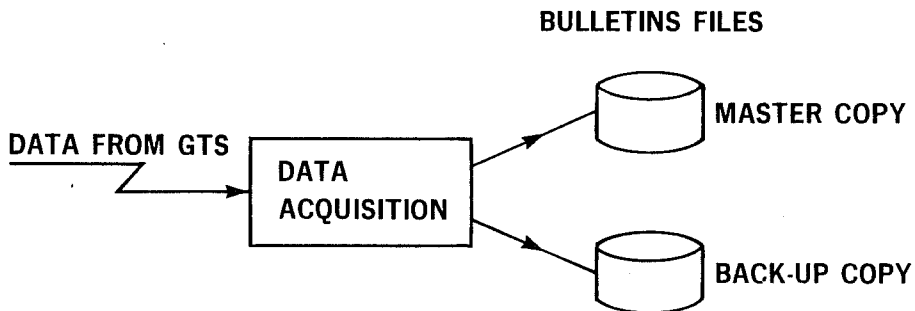 BULLETINS FILES
MASTER COPY
DATA FROM GTS
DATA
ACQUISITION
BACK-UP COPY